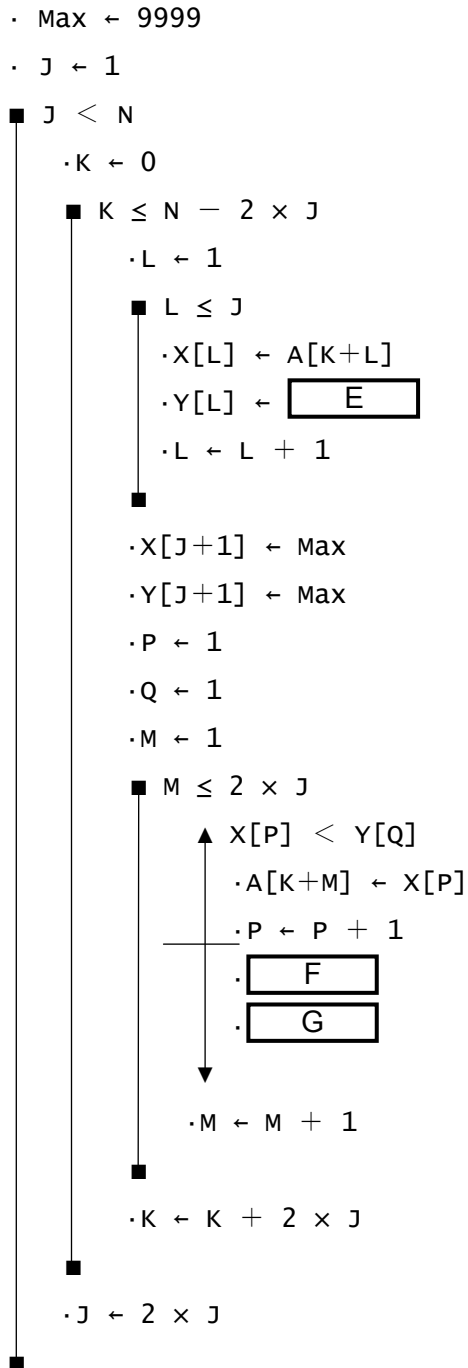 · Max ← 9999
· J ← 1
■ J < N
·K ← 0
■ K ≤ N − 2 × J
·L ← 1
■ L ≤ J
·X[L] ← A[K+L]
·Y[L] ← E
·L ← L + 1
■
·X[J+1] ← Max
·Y[J+1] ← Max
·P ← 1
·Q ← 1
·M ← 1
■ M ≤ 2 × J
▲ X[P] < Y[Q]
·A[K+M] ← X[P]
·P ← P + 1
· F
· G
▼
·M ← M + 1
■
·K ← K + 2 × J
■
·J ← 2 × J
■